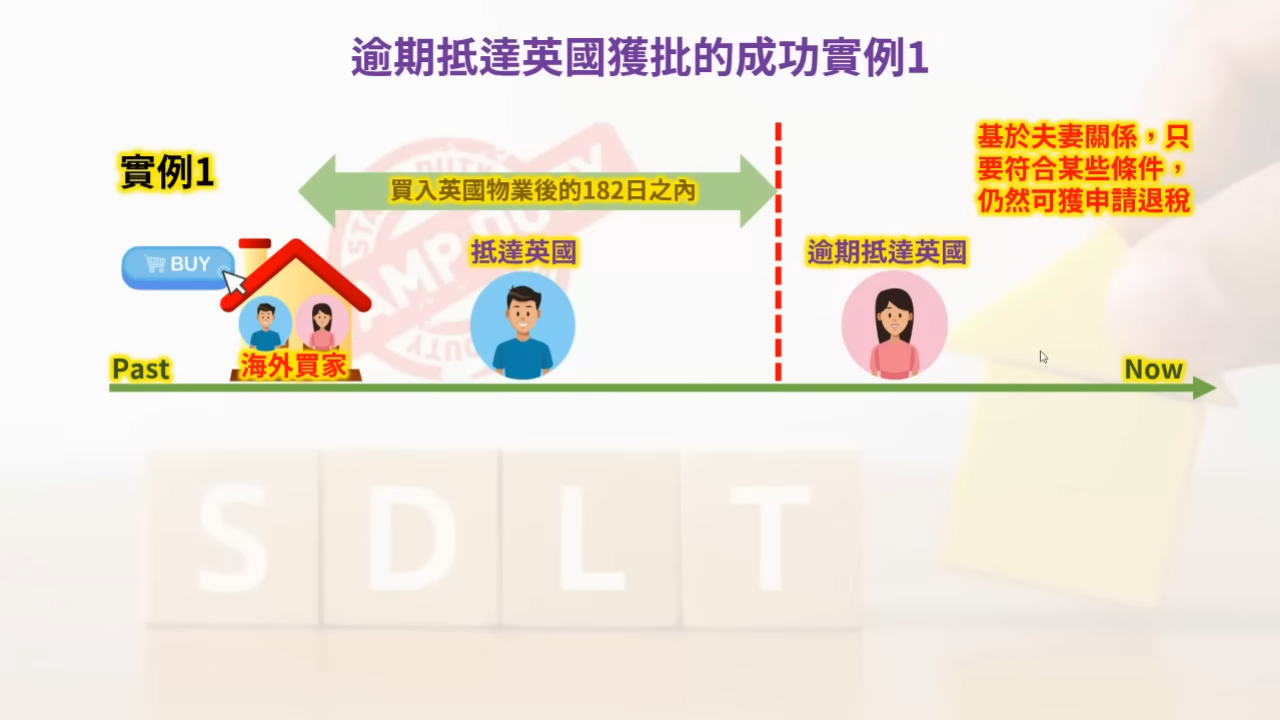 逾期抵達英國獲批的成功實例1
實例1
買入英國物業後的182日之內
基於夫妻關係，只
要符合某些條件，
仍然可獲申請退稅
BUY
抵達英國
逾期抵達英國
海外買家
Past
Now
S D L T